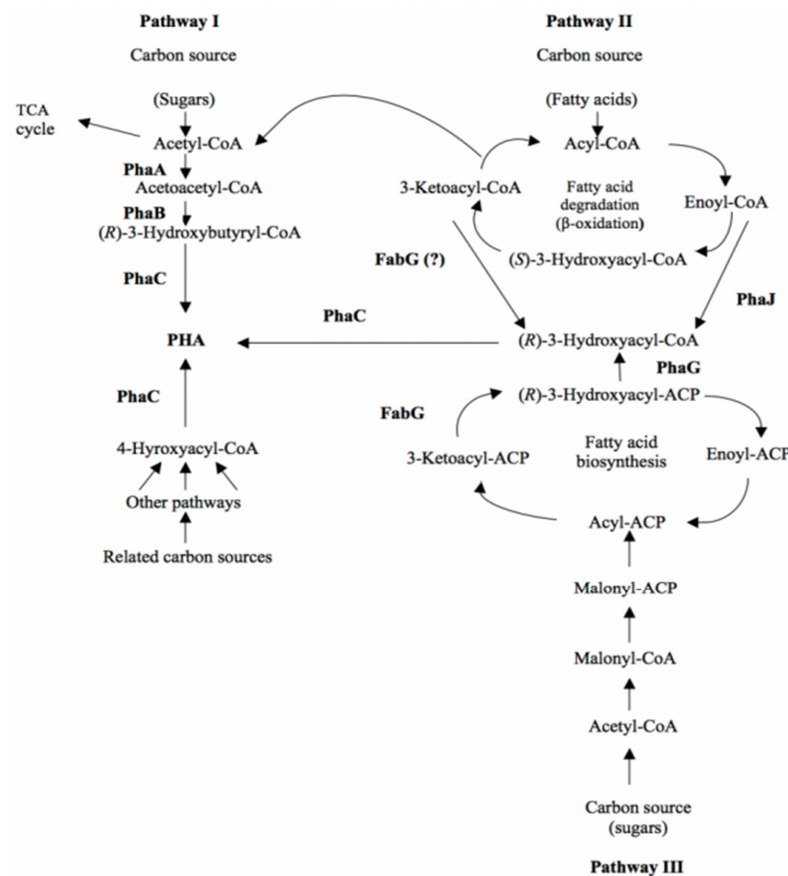 Pathway I
Carbon source
(Sugars)
TCA
cycle
Acetyl-CoA
PhaA
Acetoacetyl-CoA
PhaB
(R)-3-Hydroxybutyryl-CoA
PhaC
PHA
PhaC
4-Hyroxyacyl-CoA
Other pathways
Related carbon sources
Pathway II
Carbon source
(Fatty acids)
Acyl-CoA
3-Ketoacyl-CoA
Fatty acid
degradation
(β-oxidation)
Enoyl-CoA
(S)-3-Hydroxyacyl-CoA
FabG (?)
PhaJ
PhaC
(R)-3-Hydroxyacyl-CoA
PhaG
(R)-3-Hydroxyacyl-ACP
FabG
3-Ketoacyl-ACP
Fatty acid
biosynthesis
Enoyl-ACP
Acyl-ACP
Malonyl-ACP
Malonyl-CoA
Acetyl-CoA
Carbon source
(sugars)
Pathway III